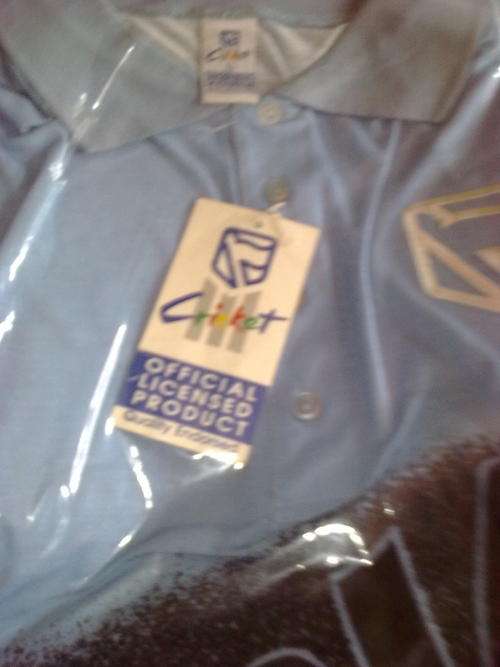 Cricket
OFFICIAL
LICENSED
PRODUCT
Quality Endorsed